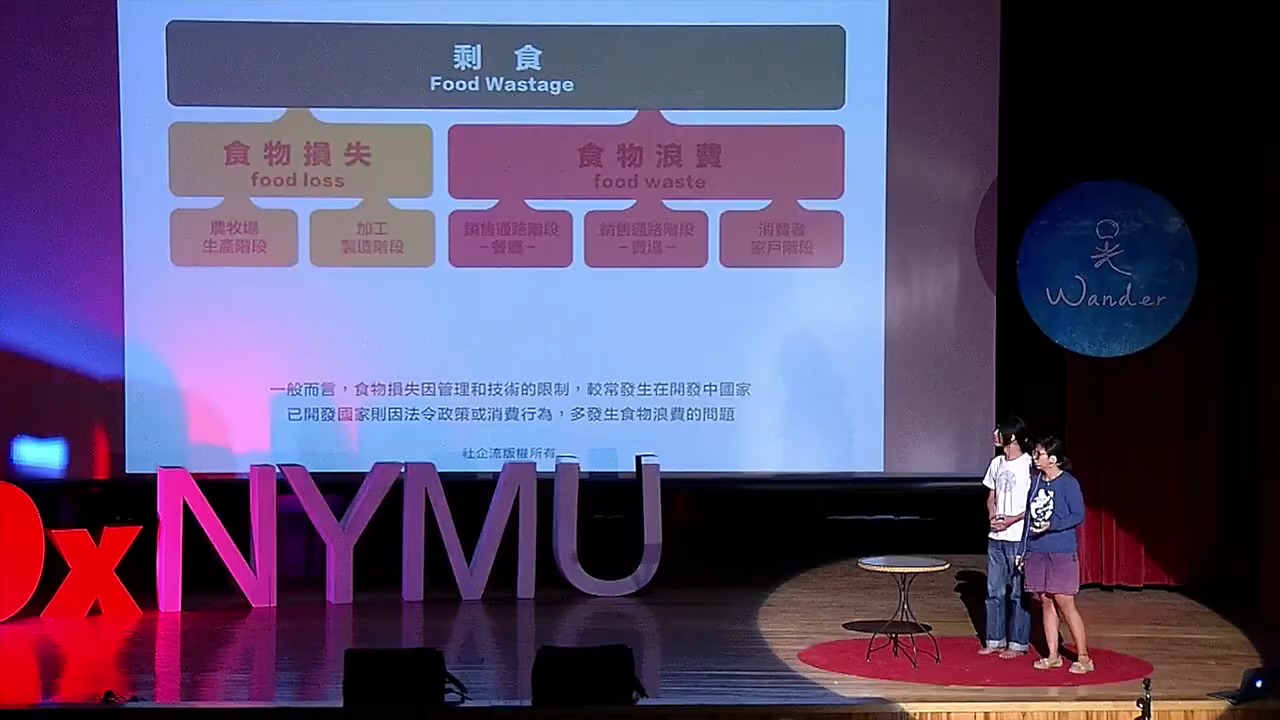 剩食
Food Wastage
食物損失
food loss
食物浪費
food waste
農牧場
生產階段
加工
製造階段
銷售通路階段
-餐廳-
銷售通路階段
-賣場-
消費者
家戶階段
一般而言，食物損失因管理和技術的限制，較常發生在開發中國家
已開發國家則因法令政策或消費行為，多發生食物浪費的問題
社企流版權所有
Wander
x NYMU